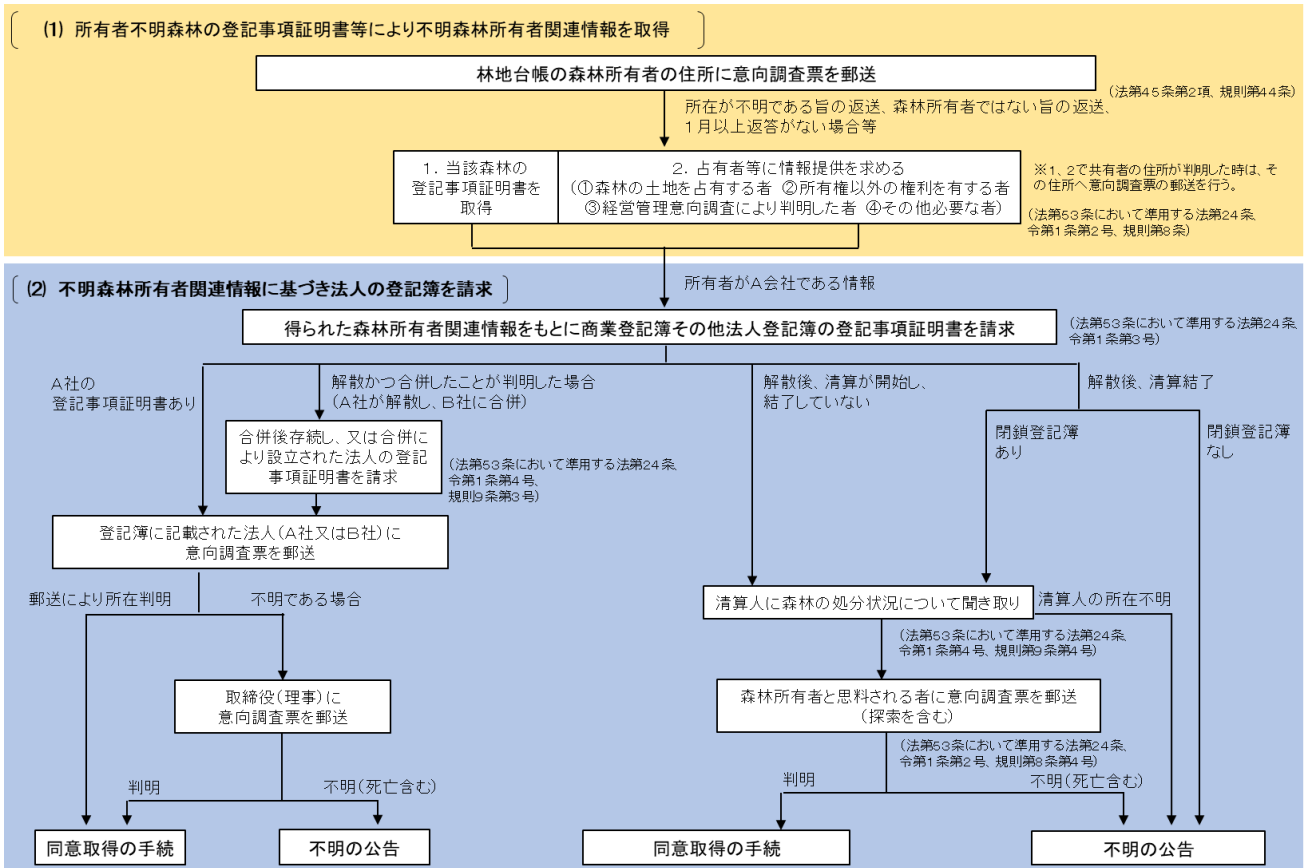 (1) 所有者不明森林の登記事項証明書等により不明森林所有者関連情報を取得
林地台帳の森林所有者の住所に意向調査票を郵送
(法第45条第2項、規則第44条)
所在が不明である旨の返送、森林所有者ではない旨の返送、
1月以上返答がない場合等
1. 当該森林の
登記事項証明書を
取得
2. 占有者等に情報提供を求める
(①森林の土地を占有する者 ②所有権以外の権利を有する者
③経営管理意向調査により判明した者 ④その他必要な者)
※1、2で共有者の住所が判明した時は、そ
の住所へ意向調査票の郵送を行う。
(法第53条において準用する法第24条、
令第1条第2号、規則第8条)
所有者がA会社である情報
(2) 不明森林所有者関連情報に基づき法人の登記簿を請求
得られた森林所有者関連情報をもとに商業登記簿その他法人登記簿の登記事項証明書を請求
(法第53条において準用する法第24条、
令第1条第3号)
A社の
登記事項証明書あり
解散かつ合併したことが判明した場合
(A社が解散し、B社に合併)
解散後、清算が開始し、
結了していない
解散後、清算結了
合併後存続し、又は合併に
より設立された法人の登記
事項証明書を請求
(法第53条において準用する法第24条、
令第1条第4号、
規則9条第3号)
閉鎖登記簿
あり
閉鎖登記簿
なし
登記簿に記載された法人(A社又はB社)に
意向調査票を郵送
郵送により所在判明
不明である場合
清算人に森林の処分状況について聞き取り
清算人の所在不明
(法第53条において準用する法第24条、
令第1条第4号、規則第9条第4号)
取締役(理事)に
意向調査票を郵送
森林所有者と思料される者に意向調査票を郵送
(探索を含む)
(法第53条において準用する法第24条、
令第1条第2号、規則第8条第4号)
判明
不明(死亡含む)
判明
不明(死亡含む)
同意取得の手続
不明の公告
同意取得の手続
不明の公告